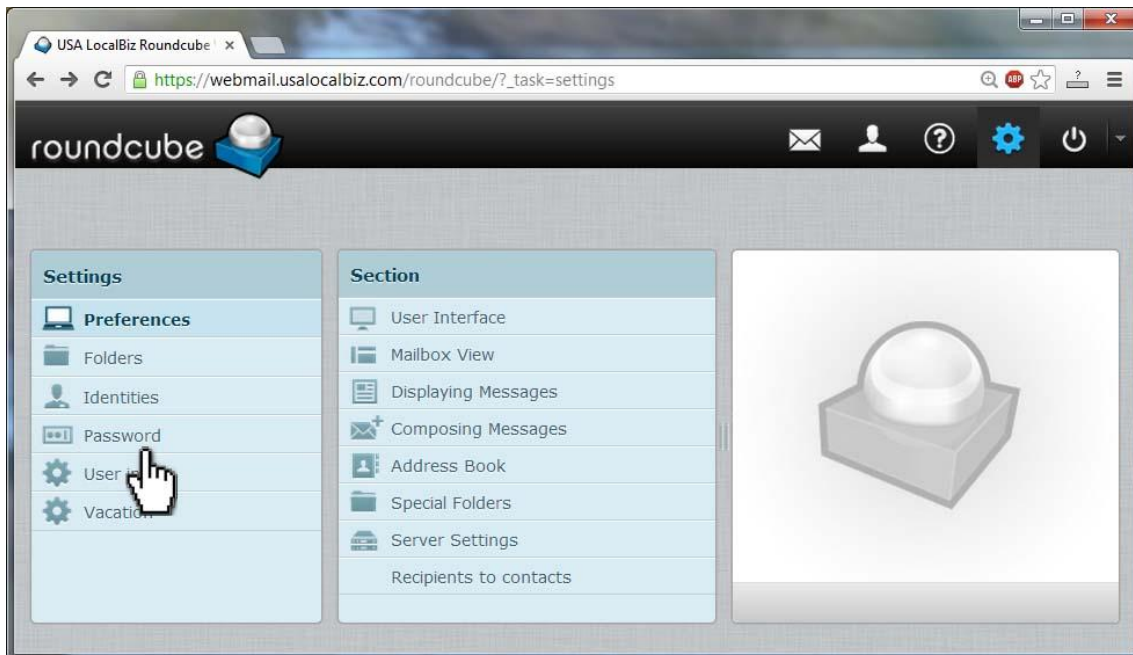 USA LocalBiz Roundcube
https://webmail.usalocalbiz.com/roundcube/?_task=settings
ABP
roundcube
Settings
Preferences
Folders
Identities
Password
User
Vacation
Section
User Interface
Mailbox View
Displaying Messages
Composing Messages
Address Book
Special Folders
Server Settings
Recipients to contacts